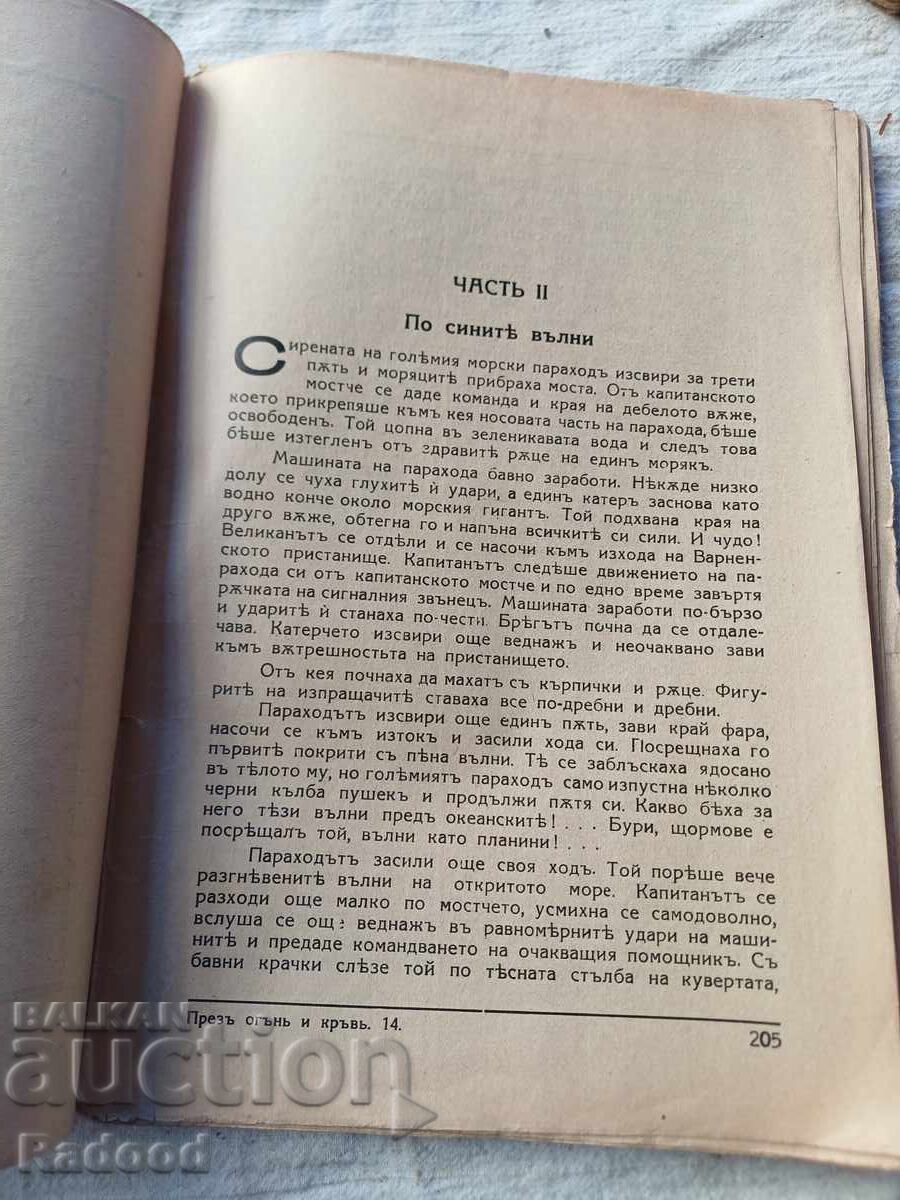 ЧАСТЬ II
По синитѣ вълни
Сирената на голѣмия морски параходъ изсвири за трети
пѫть и моряцитѣ прибраха моста. Отъ капитанското
мостче се даде команда и края на дебелото вѫже,
което прикрепяше къмъ кея носовата часть на парахода, бѣше
освободенъ. Той цопна въ зеленикавата вода и следъ това
бѣше изтегленъ отъ здравитѣ рѫце на единъ морякъ.
Машината на парахода бавно заработи. Нѣкѫде низко
долу се чуха глухитѣ ѝ удари, а единъ катеръ заснова като
водно конче около морския гигантъ. Той подхвана края на
друго вѫже, обтегна го и напъна всичкитѣ си сили. И чудо!
Великанътъ се отдѣли и се насочи къмъ изхода на Варнен-
ското пристанище. Капитанътъ следѣше движението на па-
рахода си отъ капитанското мостче и по едно време завъртя
рѫчката на сигналния звънецъ. Машината заработи по-бързо
и ударитѣ ѝ станаха по-чести. Брѣгътъ почна да се отдале-
чава. Катерчето изсвири още веднажъ и неочаквано зави
къмъ вѫтрешностьта на пристанището.
Отъ кея почнаха да махатъ съ кърпички и рѫце. Фигу-
ритѣ на изпращачитѣ ставаха все по-дребни и дребни.
Параходътъ изсвири още единъ пѫть, зави край фара,
насочи се къмъ изтокъ и засили хода си. Посрещнаха го
първитѣ покрити съ пѣна вълни. Тѣ се заблъскаха ядосано
въ тѣлото му, но голѣмиятъ параходъ само изпустна нѣколко
черни кълба пушекъ и продължи пѫтя си. Какво бѣха за
него тѣзи вълни предъ океанскитѣ! . . . Бури, щормове е
посрѣщалъ той, вълни като планини! . . .
Параходътъ засили още своя ходъ. Той порѣше вече
разгнѣвенитѣ вълни на откритото море. Капитанътъ се
разходи още малко по мостчето, усмихна се самодоволно,
вслуша се още веднажъ въ равномѣрнитѣ удари на маши-
нитѣ и предаде командването на очакващия помощникъ. Съ
бавни крачки слѣзе той по тѣсната стълба на кувертата,
Презъ огънь и кръвь. 14.
205
BALKAN
auction
Radood